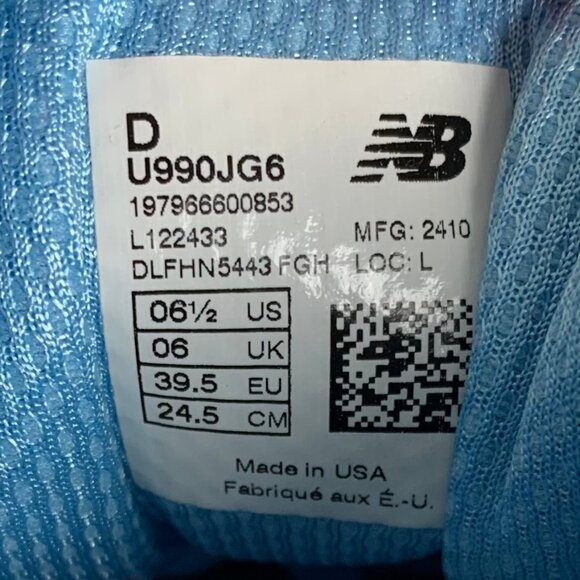 D
NB
U990JG6
197966600853
L122433 MFG: 2410
DLFHN5443 FGH LOC: L
06½ US
06 UK
39.5 EU
24.5 CM
Made in USA
Fabriqué aux É.-U.